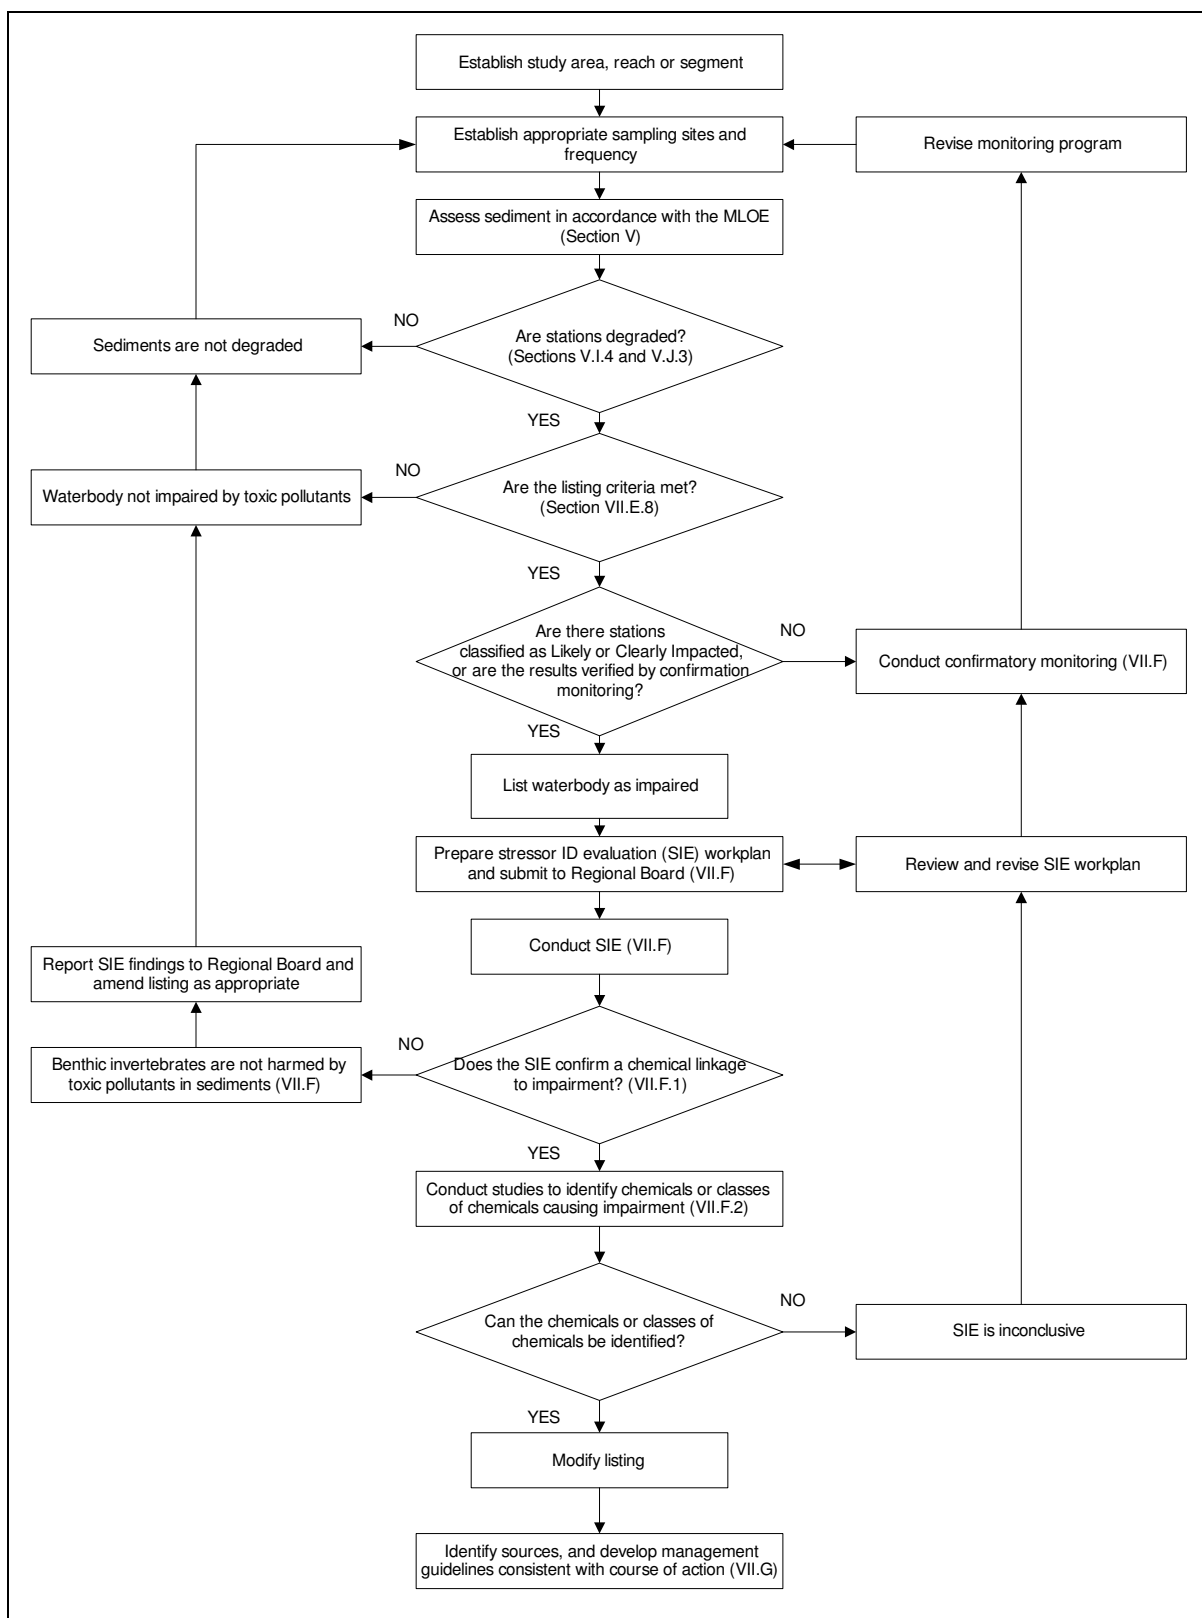 Establish study area, reach or segment
Establish appropriate sampling sites and
frequency
Revise monitoring program
Assess sediment in accordance with the MLOE
(Section V)
NO
Sediments are not degraded
Are stations degraded?
(Sections V.I.4 and V.J.3)
YES
NO
Waterbody not impaired by toxic pollutants
Are the listing criteria met?
(Section VII.E.8)
YES
Are there stations
classified as Likely or Clearly Impacted,
or are the results verified by confirmation
monitoring?
NO
Conduct confirmatory monitoring (VII.F)
YES
List waterbody as impaired
Prepare stressor ID evaluation (SIE) workplan
and submit to Regional Board (VII.F)
Review and revise SIE workplan
Conduct SIE (VII.F)
Report SIE findings to Regional Board and
amend listing as appropriate
NO
Benthic invertebrates are not harmed by
toxic pollutants in sediments (VII.F)
Does the SIE confirm a chemical linkage
to impairment? (VII.F.1)
YES
Conduct studies to identify chemicals or classes
of chemicals causing impairment (VII.F.2)
Can the chemicals or classes of
chemicals be identified?
NO
SIE is inconclusive
YES
Modify listing
Identify sources, and develop management
guidelines consistent with course of action (VII.G)